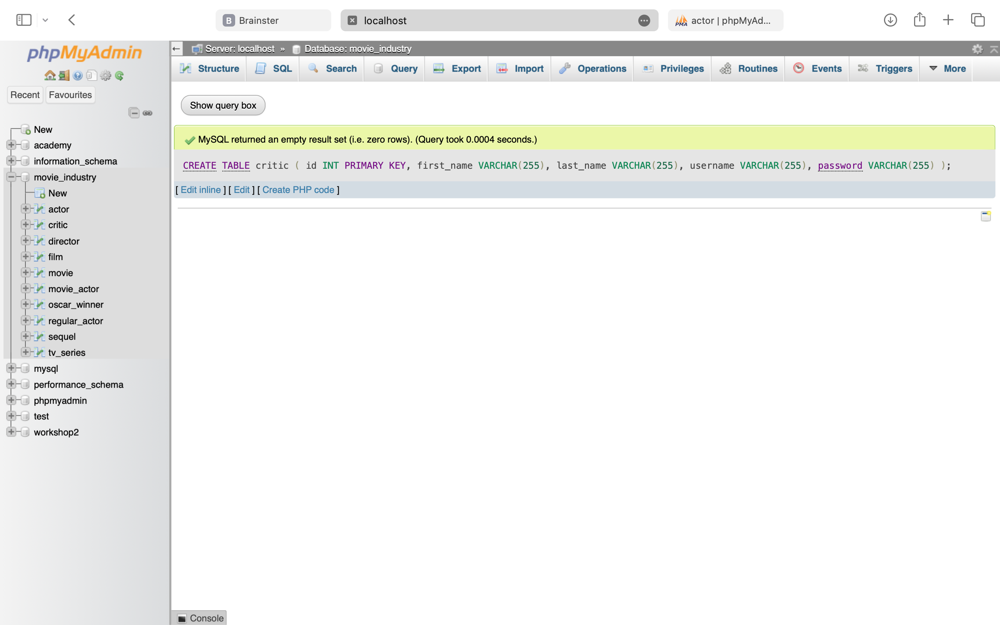 B Brainster
localhost
PMA actor | phpMyAd...
phpMyAdmin
Recent Favourites
New
academy
information_schema
movie_industry
New
actor
critic
director
film
movie
movie_actor
oscar_winner
regular_actor
sequel
tv_series
mysql
performance_schema
phpmyadmin
test
workshop2
Server: localhost » Database: movie_industry
Structure SQL Search Query Export Import Operations Privileges Routines Events Triggers More
Show query box
MySQL returned an empty result set (i.e. zero rows). (Query took 0.0004 seconds.)
CREATE TABLE critic ( id INT PRIMARY KEY, first_name VARCHAR(255), last_name VARCHAR(255), username VARCHAR(255), password VARCHAR(255) );
[ Edit inline ] [ Edit ] [ Create PHP code ]
Console